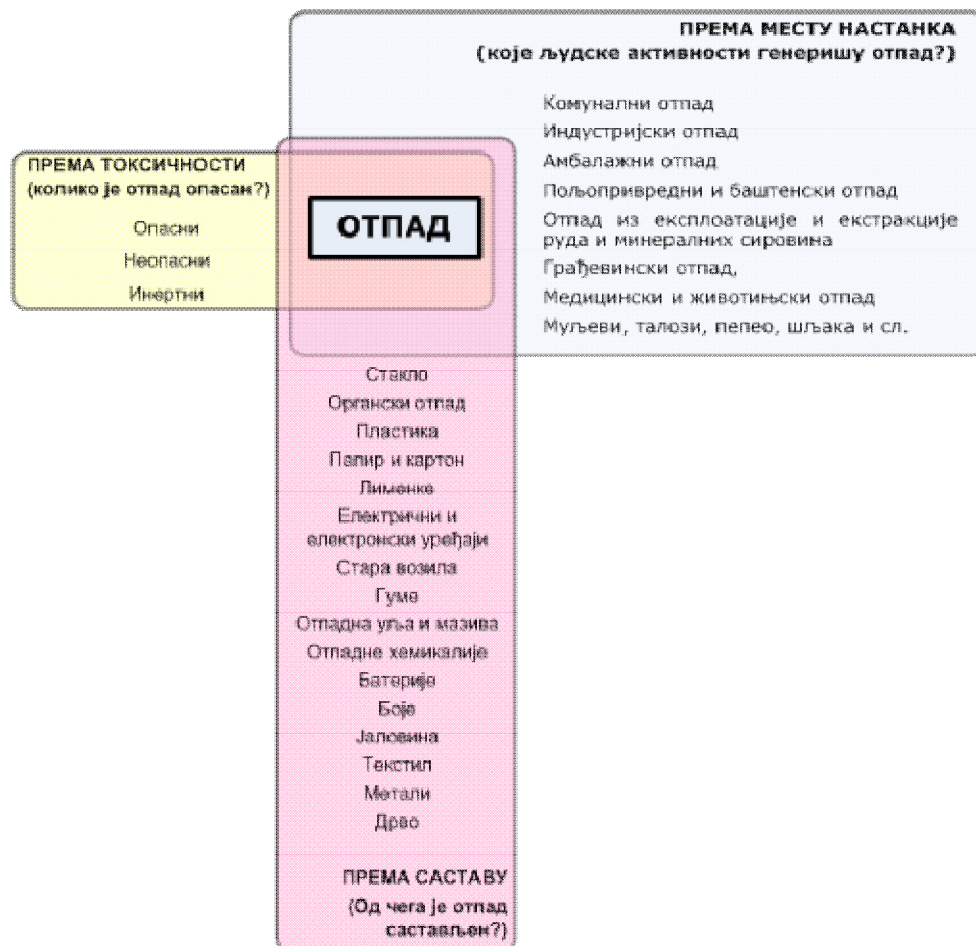 ПРЕМА МЕСТУ НАСТАНКА
(које људске активности генеришу отпад?)
Комунални отпад
Индустријски отпад
Амбалажни отпад
Пољопривредни и баштенски отпад
Отпад из експлоатације и екстракције
руда и минералних сировина
Грађевински отпад,
Медицински и животињски отпад
Муљеви, талози, пепео, шљака и сл.
ПРЕМА ТОКСИЧНОСТИ
(колико је отпад опасан?)
Опасни
Неопасни
Инертни
ОТПАД
Стакло
Органски отпад
Пластика
Папир и картон
Лименке
Електрични и
електронски уређаји
Стара возила
Гуме
Отпадна уља и мазива
Отпадне хемикалије
Батерије
Боје
Јаловина
Текстил
Метали
Дрво
ПРЕМА САСТАВУ
(Од чега је отпад
састављен?)